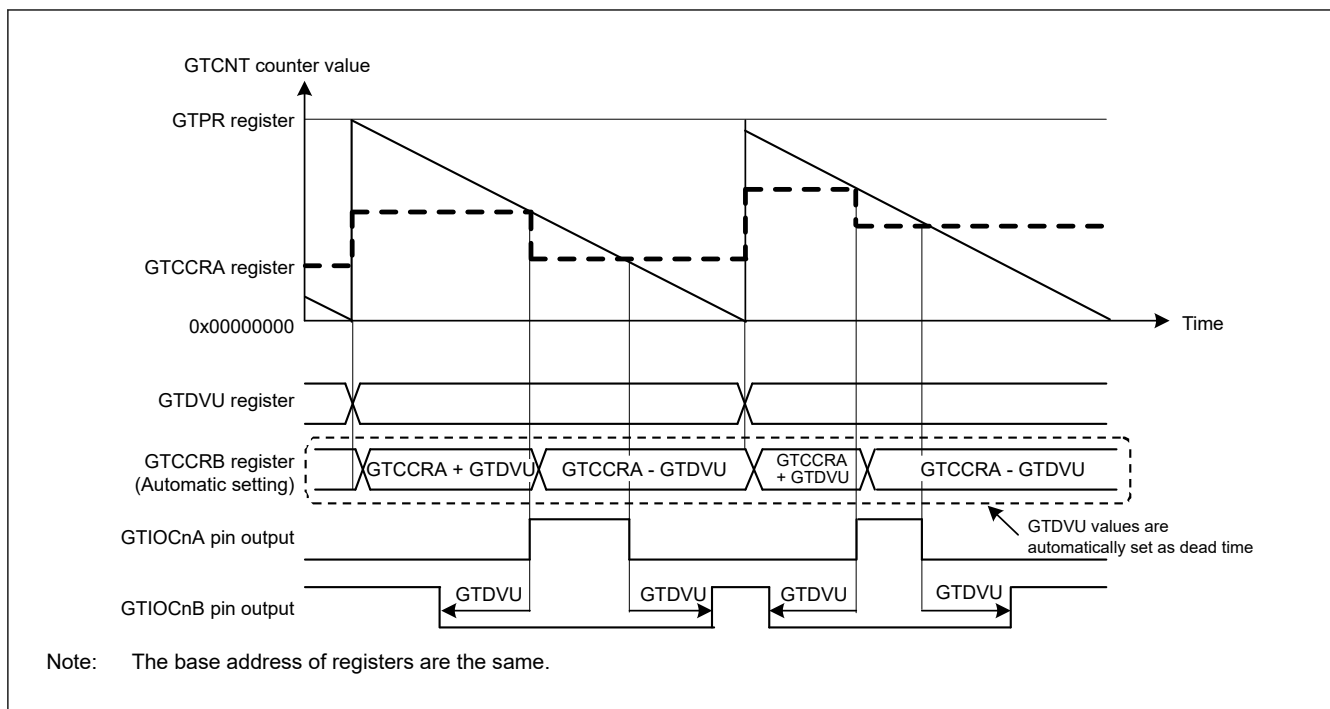 GTCNT counter value
GTPR register
GTCCRA register
0x00000000
Time
GTDVU register
GTCCRB register
(Automatic setting)
GTCCRA + GTDVU
GTCCRA - GTDVU
GTCCRA
+ GTDVU
GTCCRA - GTDVU
GTDVU values are
automatically set as dead time
GTIOCnA pin output
GTIOCnB pin output
GTDVU
GTDVU
GTDVU
GTDVU
Note: The base address of registers are the same.